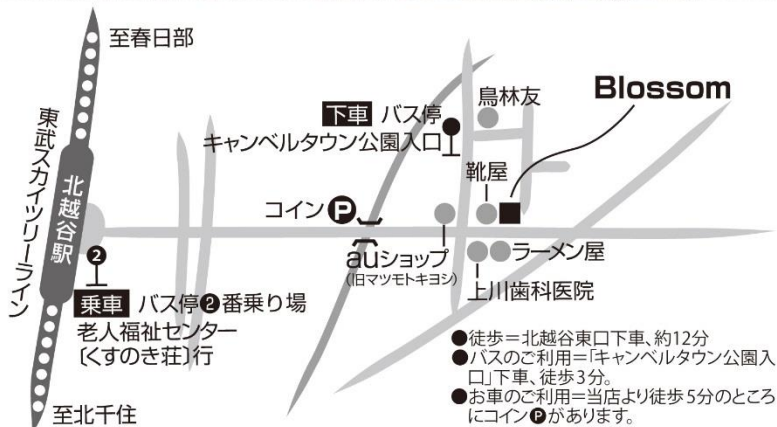 至春日部
東武スカイツリーライン
北越谷駅
❷
乗車 バス停❷番乗り場
老人福祉センター
〔くすのき荘〕行
至北千住
下車 バス停
キャンベルタウン公園入口
鳥林友
Blossom
靴屋
コイン🅟
auショップ
(旧マツモトキヨシ)
ラーメン屋
上川歯科医院
●徒歩=北越谷東口下車、約12分
●バスのご利用=「キャンベルタウン公園入
口」下車、徒歩3分。
●お車のご利用=当店より徒歩5分のところ
にコイン🅟があります。